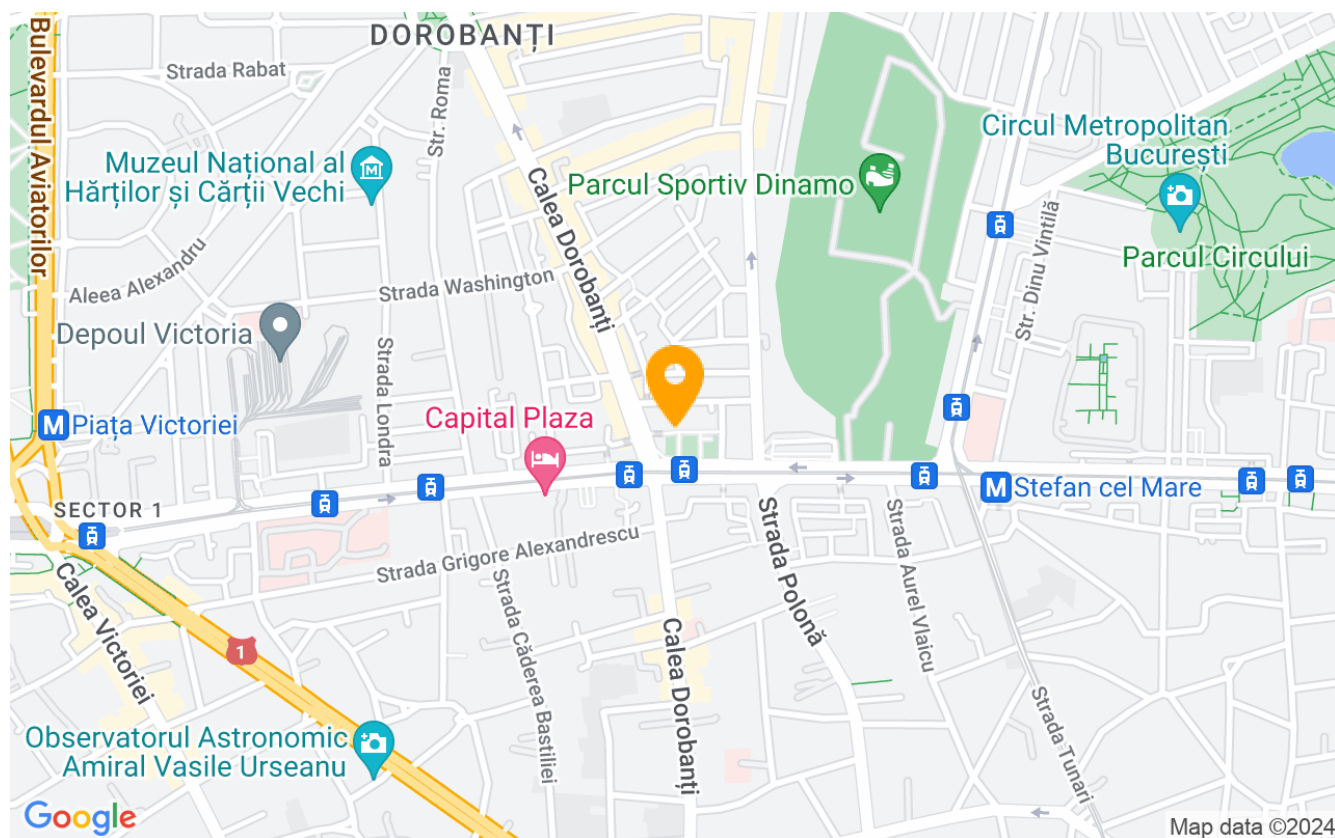 DOROBANȚI
Bulevardul Aviatorilor
Strada Rabat
Str. Roma
Muzeul Național al
Hărților și Cărții Vechi
Calea Dorobanți
Parcul Sportiv Dinamo
Circul Metropolitan
București
Parcul Circului
Str. Dinu Vintilă
Aleea Alexandru
Strada Washington
Depoul Victoria
Strada Londra
M Piața Victoriei
Capital Plaza
SECTOR 1
M Stefan cel Mare
Strada Grigore Alexandrescu
Strada Căderea Bastiliei
Strada Polonă
Strada Aurel Vlaicu
Calea Victoriei
1
Calea Dorobanți
Strada Tunari
Observatorul Astronomic
Amiral Vasile Urseanu
Google
Map data ©2024